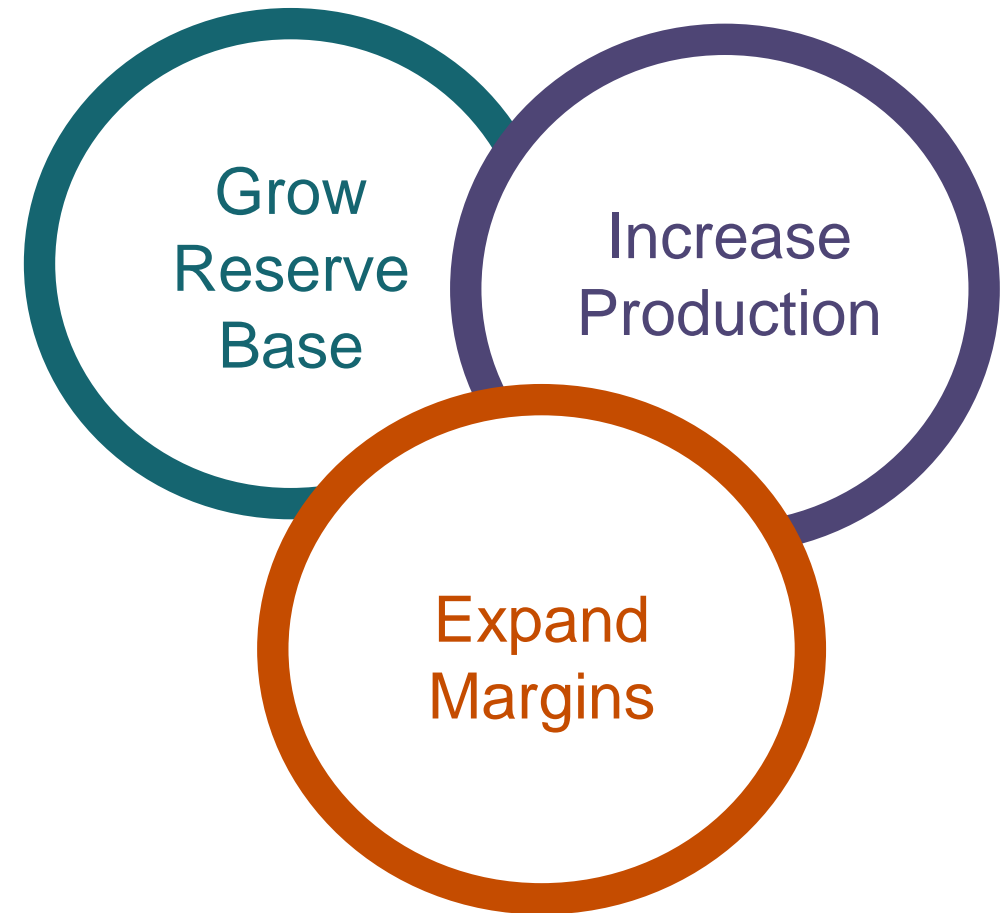 Grow
Reserve
Base
Increase
Production
Expand
Margins